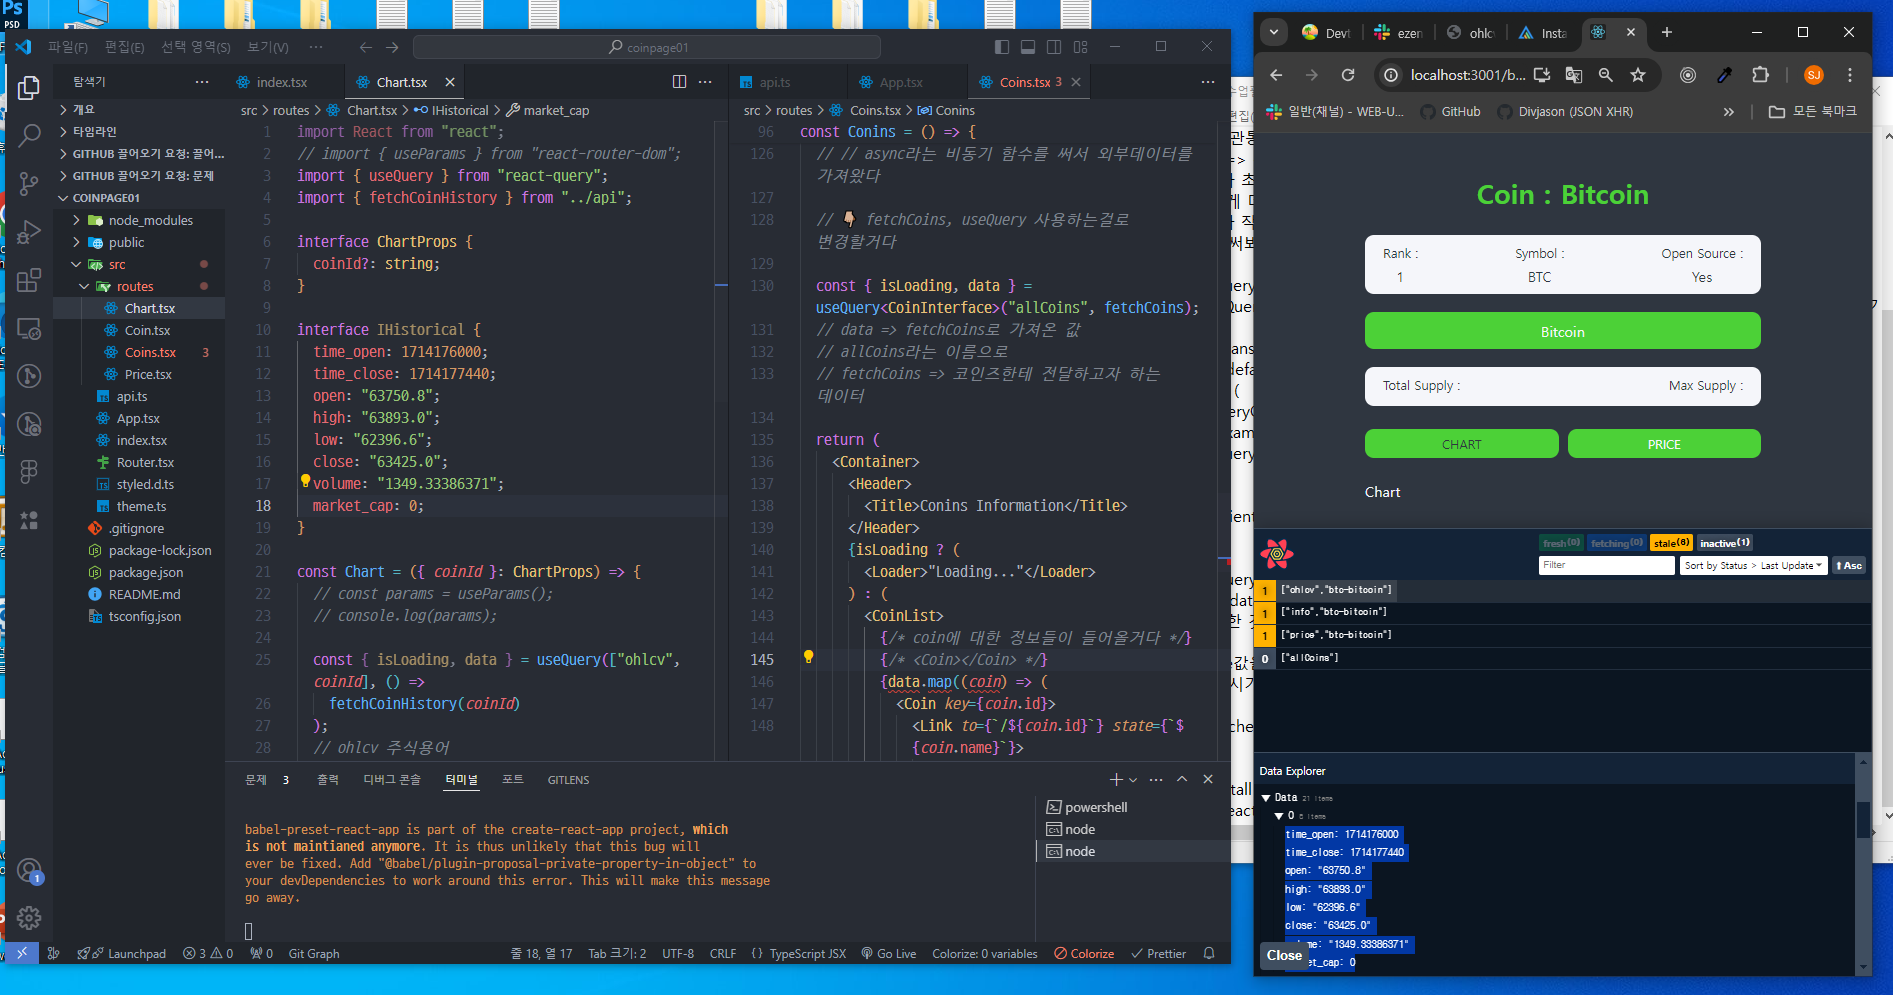 파일(F) 편집(E) 선택 영역(S) 보기(V) ··· coinpage01
탐색기 ···
개요
타임라인
GITHUB 끌어오기 요청: 끌어...
GITHUB 끌어오기 요청: 문제
COINPAGE01
node_modules
public
src
routes
Chart.tsx
Coin.tsx
Coins.tsx 3
Price.tsx
api.ts
App.tsx
index.tsx
Router.tsx
styled.d.ts
theme.ts
.gitignore
package-lock.json
package.json
README.md
tsconfig.json
index.tsx Chart.tsx
src > routes > Chart.tsx > IHistorical > market_cap
1 import React from "react";
2 // import { useParams } from "react-router-dom";
3 import { useQuery } from "react-query";
4 import { fetchCoinHistory } from "../api";
5
6 interface ChartProps {
7 coinId?: string;
8 }
9
10 interface IHistorical {
11 time_open: 1714176000;
12 time_close: 1714177440;
13 open: "63750.8";
14 high: "63893.0";
15 low: "62396.6";
16 close: "63425.0";
17 volume: "1349.33386371";
18 market_cap: 0;
19 }
20
21 const Chart = ({ coinId }: ChartProps) => {
22 // const params = useParams();
23 // console.log(params);
24
25 const { isLoading, data } = useQuery(["ohlcv",
coinId], () =>
26 fetchCoinHistory(coinId)
27 );
28 // ohlcv 주식용어
api.ts App.tsx Coins.tsx 3
src > routes > Coins.tsx > Conins
96 const Conins = () => {
126 // // async라는 비동기 함수를 써서 외부데이터를
가져왔다
127
128 // 👇🏽 fetchCoins, useQuery 사용하는걸로
변경할거다
129
130 const { isLoading, data } =
useQuery<CoinInterface>("allCoins", fetchCoins);
131 // data => fetchCoins로 가져온 값
132 // allCoins라는 이름으로
133 // fetchCoins => 코인즈한테 전달하고자 하는
데이터
134
135 return (
136 <Container>
137 <Header>
138 <Title>Conins Information</Title>
139 </Header>
140 {isLoading ? (
141 <Loader>"Loading..."</Loader>
142 ) : (
143 <CoinList>
144 {/* coin에 대한 정보들이 들어올거다 */}
145 {/* <Coin></Coin> */}
146 {data.map((coin) => (
147 <Coin key={coin.id}>
148 <Link to={`/${coin.id}`} state={`$
{coin.name}`}>
문제 3 출력 디버그 콘솔 터미널 포트 GITLENS
babel-preset-react-app is part of the create-react-app project, which
is not maintianed anymore. It is thus unlikely that this bug will
ever be fixed. Add "@babel/plugin-proposal-private-property-in-object" to
your devDependencies to work around this error. This will make this message
go away.
powershell
node
node
Launchpad 3 0 0 Git Graph 줄 18, 열 17 Tab 크기: 2 UTF-8 CRLF { } TypeScript JSX Go Live Colorize: 0 variables Colorize Prettier
1
Ps
PSD
Devt ezen ohlc Insta
localhost:3001/b... SJ
일반(채널) - WEB-U... GitHub Divjason (JSON XHR) » 모든 북마크
Coin : Bitcoin
Rank : Symbol : Open Source :
1 BTC Yes
Bitcoin
Total Supply : Max Supply :
CHART PRICE
Chart
fresh(0) fetching(0) stale(6) inactive(1)
Filter Sort by Status > Last Update ⬆ Asc
1 ["ohlcv","btc-bitcoin"]
1 ["info","btc-bitcoin"]
1 ["price","btc-bitcoin"]
0 ["allCoins"]
Data Explorer
▼ Data 21 items
▼ 0 8 items
time_open: 1714176000
time_close: 1714177440
open: "63750.8"
high: "63893.0"
low: "62396.6"
close: "63425.0"
"1349.33386371"
Close
0